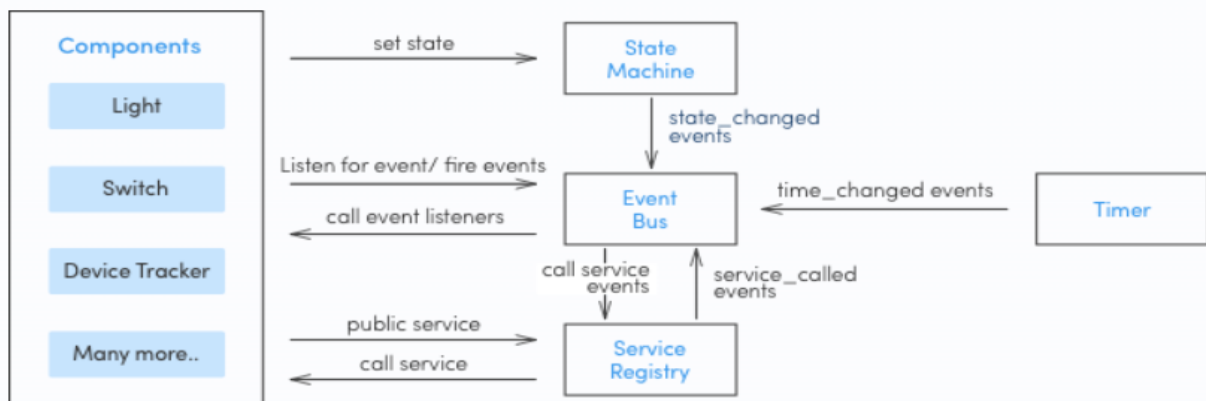 Components
Light
Switch
Device Tracker
Many more..
set state
State
Machine
state_changed
events
Listen for event/ fire events
call event listeners
Event
Bus
time_changed events
Timer
call service
events
service_called
events
public service
call service
Service
Registry